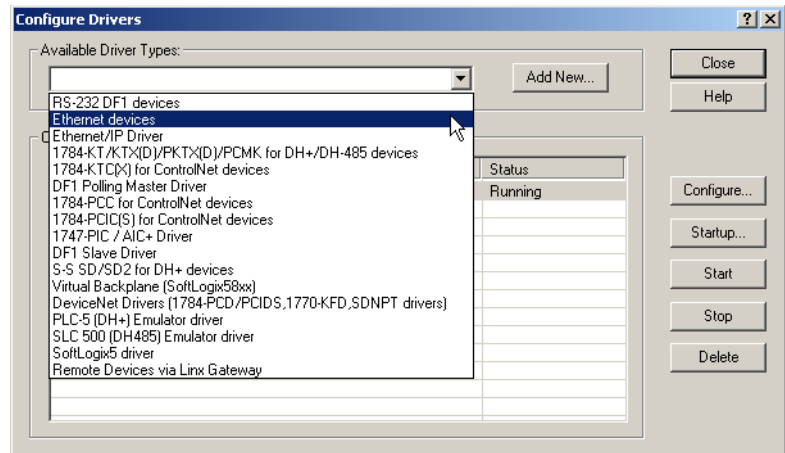 Configure Drivers
Available Driver Types:
Add New...
Close
Help
RS-232 DF1 devices
Ethernet devices
Ethernet/IP Driver
1784-KT/KTX(D)/PKTX(D)/PCMK for DH+/DH-485 devices
1784-KTC(X) for ControlNet devices
DF1 Polling Master Driver
1784-PCC for ControlNet devices
1784-PCIC(S) for ControlNet devices
1747-PIC / AIC+ Driver
DF1 Slave Driver
S-S SD/SD2 for DH+ devices
Virtual Backplane (SoftLogix58xx)
DeviceNet Drivers (1784-PCD/PCIDS,1770-KFD,SDNPT drivers)
PLC-5 (DH+) Emulator driver
SLC 500 (DH485) Emulator driver
SoftLogix5 driver
Remote Devices via Linx Gateway
Status
Running
Configure...
Startup...
Start
Stop
Delete